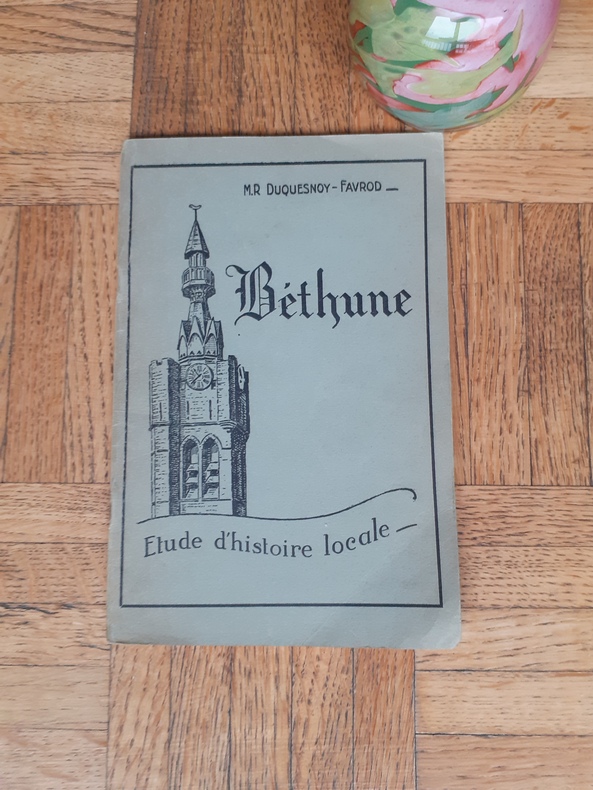 M.R DUQUESNOY - FAVROD
Béthune
Etude d'histoire locale